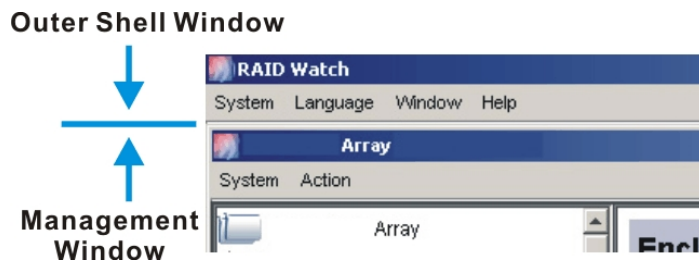 Outer Shell Window
RAID Watch
System Language Window Help
Array
System Action
Management
Window
Array